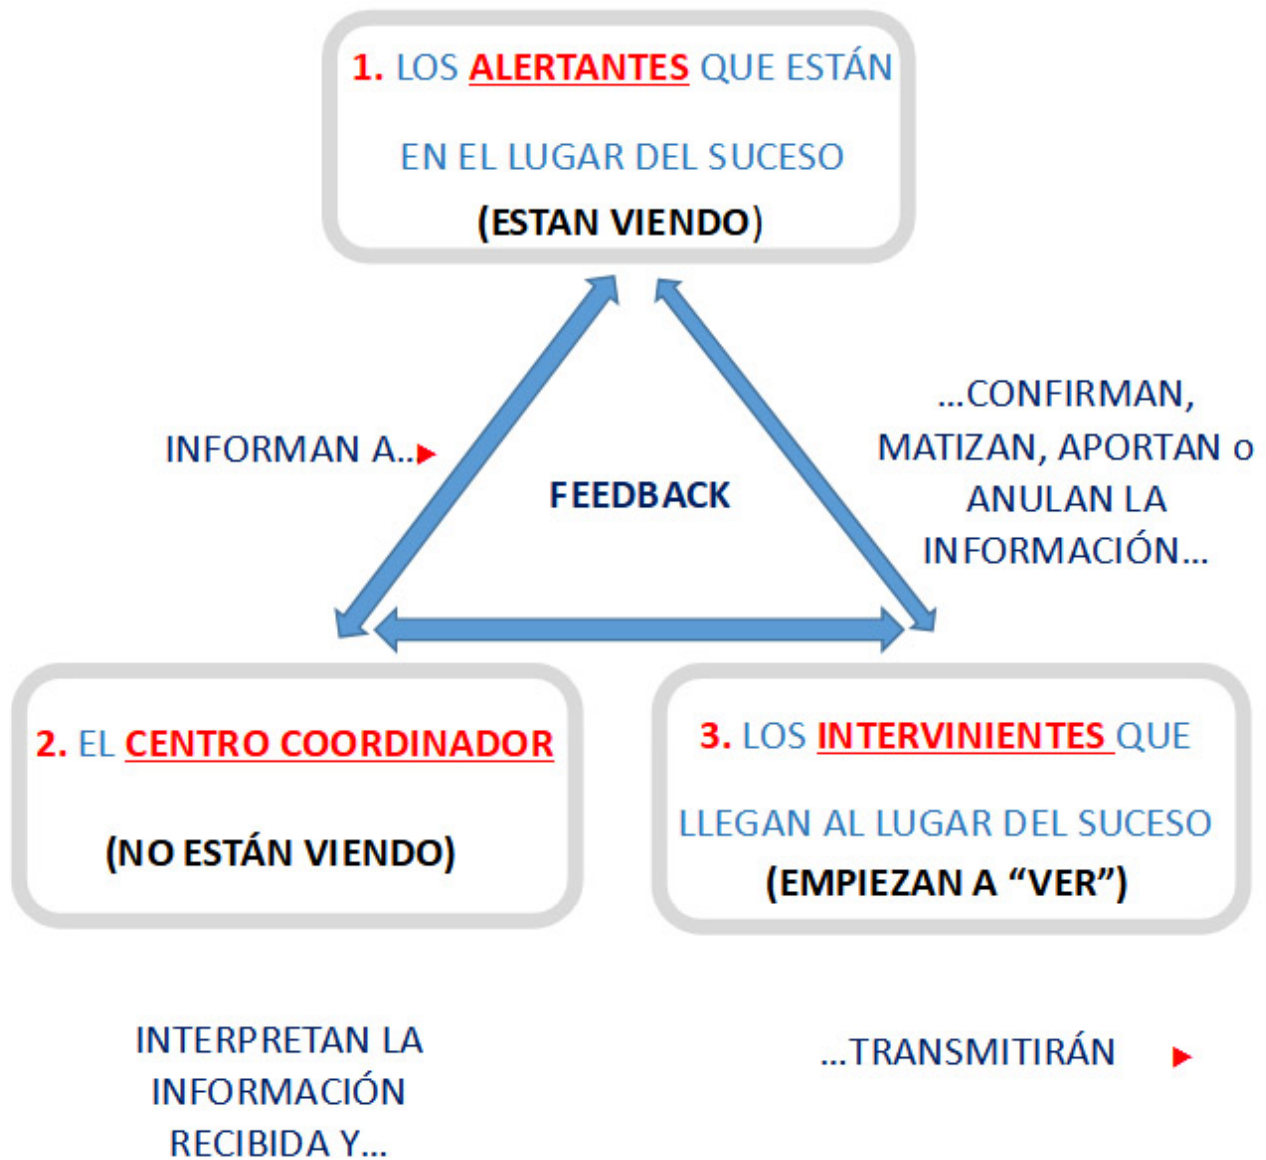 1. LOS ALERTANTES QUE ESTÁN
EN EL LUGAR DEL SUCESO
(ESTAN VIENDO)
INFORMAN A...
FEEDBACK
...CONFIRMAN,
MATIZAN, APORTAN o
ANULAN LA
INFORMACIÓN...
2. EL CENTRO COORDINADOR
(NO ESTÁN VIENDO)
3. LOS INTERVINIENTES QUE
LLEGAN AL LUGAR DEL SUCESO
(EMPIEZAN A “VER”)
INTERPRETAN LA
INFORMACIÓN
RECIBIDA Y...
...TRANSMITIRÁN